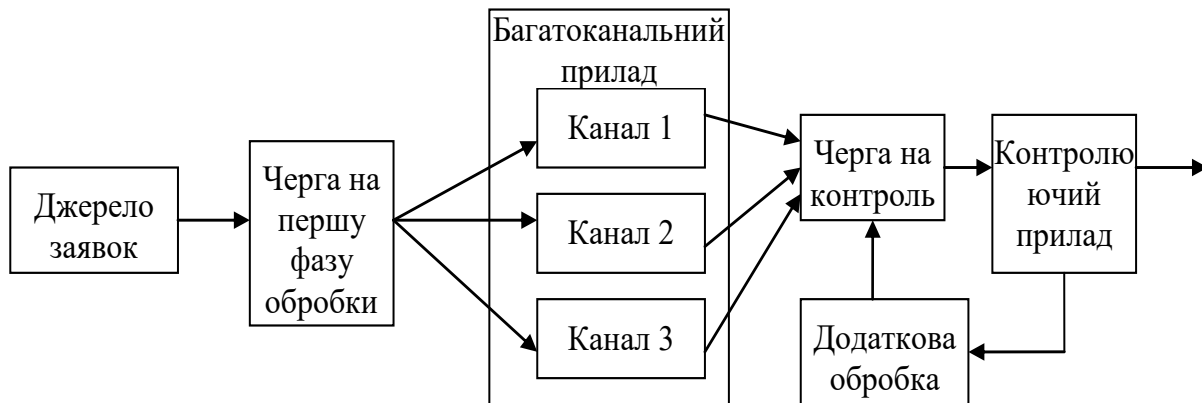 Джерело
заявок
Черга на
першу
фазу
обробки
Багатоканальний
прилад
Канал 1
Канал 2
Канал 3
Черга на
контроль
Контролю
ючий
прилад
Додаткова
обробка